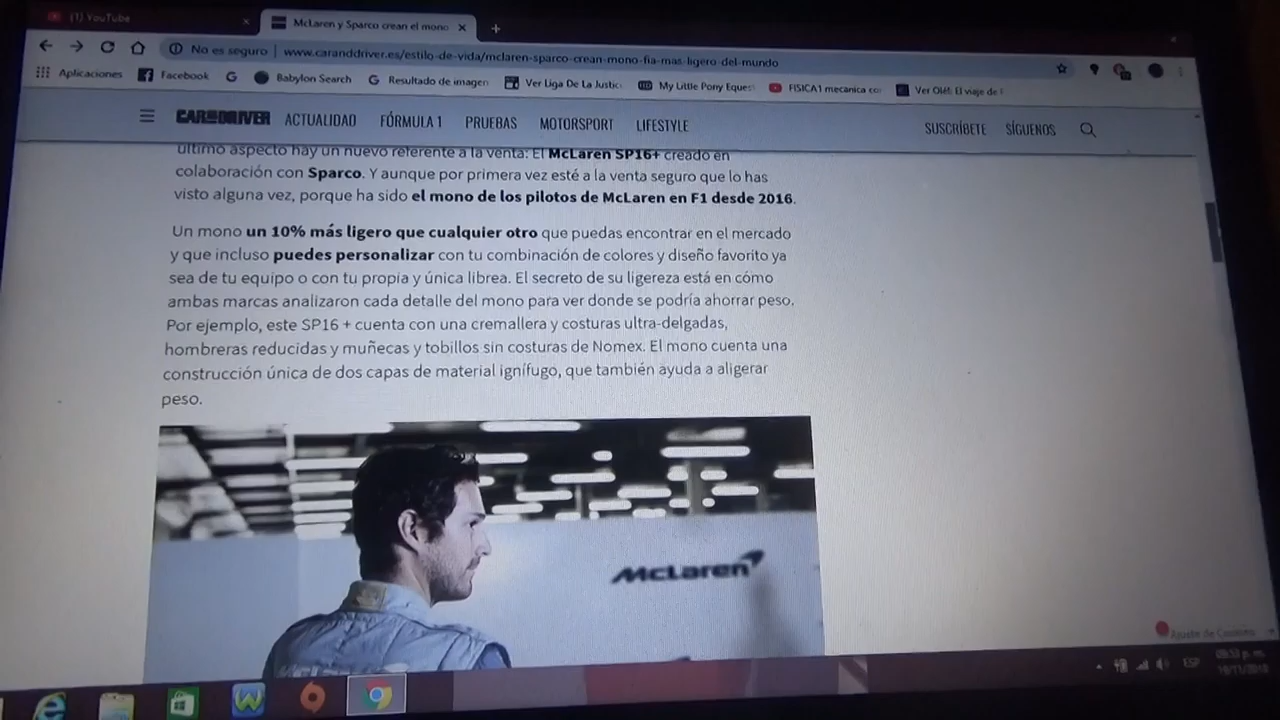 (1) YouTube
McLaren y Sparco crean el mono
No es seguro | www.caranddriver.es/estilo-de-vida/mclaren-sparco-crean-mono-fia-mas-ligero-del-mundo
Aplicaciones Facebook Babylon Search Resultado de imagen Ver Liga De La Justic My Little Pony Eques FISICA1 mecanica co Ver Olé!: El viaje de
CAR AND DRIVER ACTUALIDAD FÓRMULA 1 PRUEBAS MOTORSPORT LIFESTYLE SUSCRÍBETE SÍGUENOS
último aspecto hay un nuevo referente a la venta: El McLaren SP16+ creado en
colaboración con Sparco. Y aunque por primera vez esté a la venta seguro que lo has
visto alguna vez, porque ha sido el mono de los pilotos de McLaren en F1 desde 2016.
Un mono un 10% más ligero que cualquier otro que puedas encontrar en el mercado
y que incluso puedes personalizar con tu combinación de colores y diseño favorito ya
sea de tu equipo o con tu propia y única librea. El secreto de su ligereza está en cómo
ambas marcas analizaron cada detalle del mono para ver donde se podría ahorrar peso.
Por ejemplo, este SP16 + cuenta con una cremallera y costuras ultra-delgadas,
hombreras reducidas y muñecas y tobillos sin costuras de Nomex. El mono cuenta una
construcción única de dos capas de material ignífugo, que también ayuda a aligerar
peso.
McLaren
Ajuste de Cookies
ESP